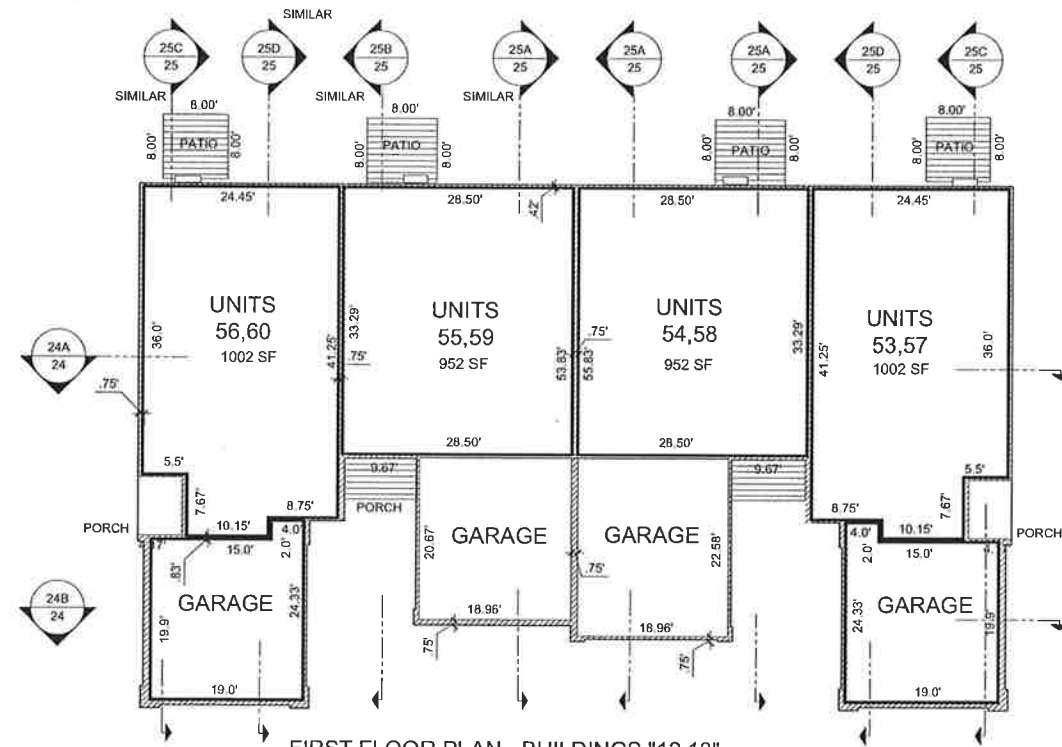 SIMILAR
25C
25
25D
25
25B
25
25A
25
25A
25
25A
25
25D
25
25C
25
SIMILAR
SIMILAR
SIMILAR
8.00'
8.00'
8.00'
8.00'
8.00'
PATIO
8.00'
8.00'
PATIO
8.00'
8.00'
PATIO
8.00'
8.00'
PATIO
8.00'
24.45'
28.50'
.42'
28.50'
24.45'
UNITS
56,60
1002 SF
UNITS
55,59
952 SF
UNITS
54,58
952 SF
UNITS
53,57
1002 SF
36.0'
41.25'
33.29'
.75'
53.83'
55.83'
.75'
33.29'
41.25'
36.0'
24A
24
.75'
28.50'
28.50'
5.5'
7.67'
8.75'
9.67'
9.67'
8.75'
7.67'
5.5'
PORCH
10.15'
4.0'
PORCH
4.0'
10.15'
PORCH
15.0'
2.0'
.83'
20.67'
GARAGE
GARAGE
22.58'
.75'
2.0'
15.0'
24B
24
GARAGE
19.9'
24.33'
18.96'
.75'
18.96'
.75'
GARAGE
24.33'
19.9'
19.0'
19.0'
FIRST FLOOR PLAN - BUILDINGS "12,13"